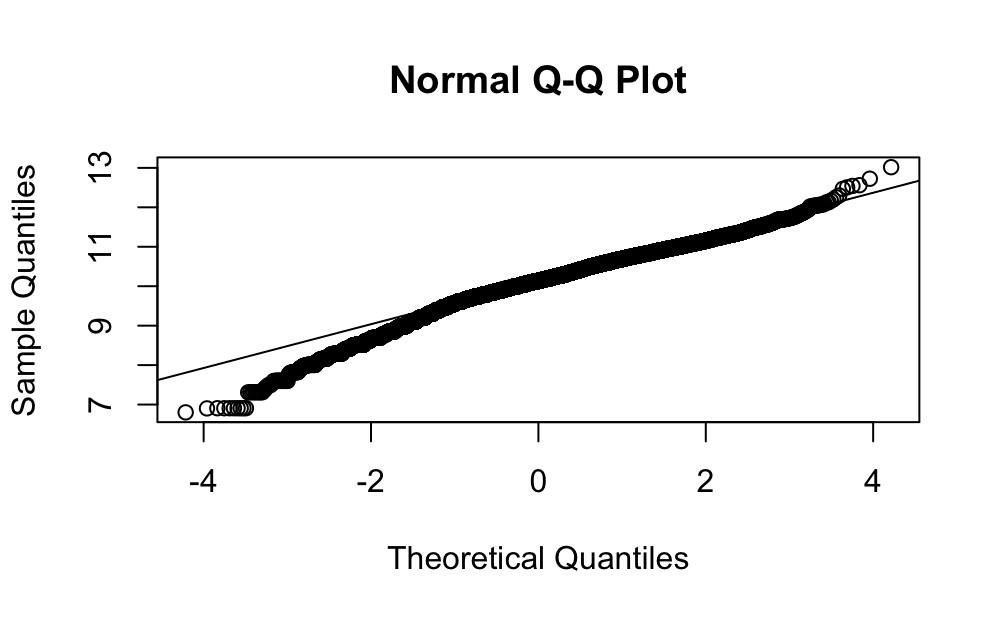 Normal Q-Q Plot
Sample Quantiles
13
11
9
7
-4 -2 0 2 4
Theoretical Quantiles